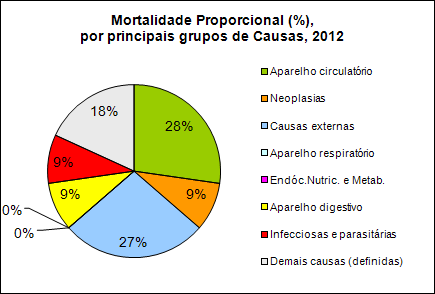 Mortalidade Proporcional (%),
por principais grupos de Causas, 2012
28%
9%
27%
0%
0%
9%
9%
18%
Aparelho circulatório
Neoplasias
Causas externas
Aparelho respiratório
Endóc.Nutric. e Metab.
Aparelho digestivo
Infecciosas e parasitárias
Demais causas (definidas)